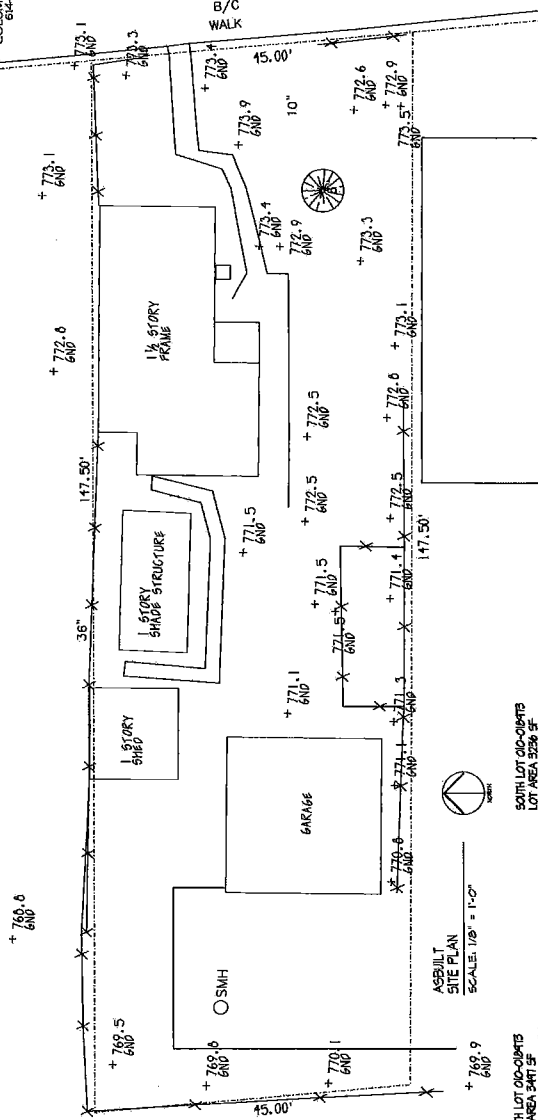 B/C
WALK
45.00'
+ 773.1
GND
+ 773.3
GND
+ 773.4
GND
+ 773.9
GND
10"
+ 772.6
GND
+ 772.9
GND
773.5+
GND
+ 773.1
GND
+ 773.4
GND
+ 772.9
GND
+ 773.3
GND
1½ STORY
FRAME
+ 772.8
GND
+ 773.1
GND
+ 772.8
GND
+ 772.5
GND
147.50'
+ 772.5
GND
+ 772.5
GND
+ 771.5
GND
147.50'
1 STORY
SHADE STRUCTURE
36"
+ 771.5
GND
771.5+
GND
+ 771.4
GND
+ 771.1
GND
+ 771.3
GND
1 STORY
SHED
+ 771.1
GND
GARAGE
+ 770.8
GND
NORTH
SOUTH LOT 010-018973
LOT AREA 3236 SF
ASBUILT
SITE PLAN
SCALE: 1/8" = 1'-0"
+ 768.8
GND
SMH
+ 769.5
GND
+ 769.8
GND
+ 770.1
GND
+ 769.9
GND
45.00'